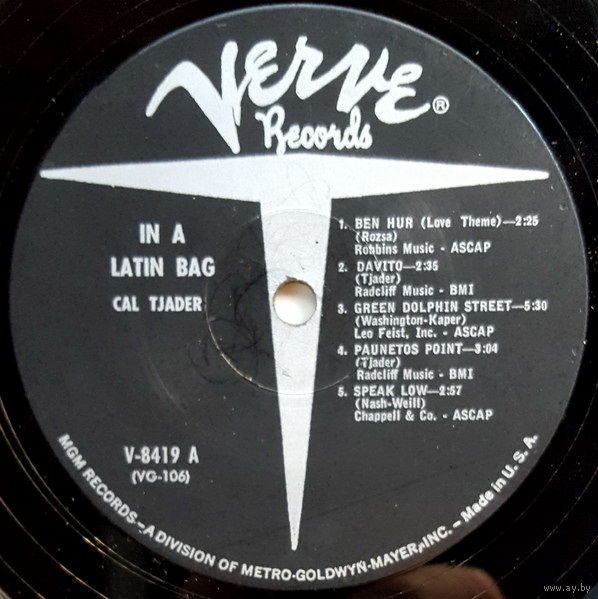 Verve®
Records
IN A
LATIN BAG
CAL TJADER
1. BEN HUR (Love Theme)—2:25
(Rozsa)
Robbins Music - ASCAP
2. DAVITO—2:35
(Tjader)
Radcliff Music - BMI
3. GREEN DOLPHIN STREET—5:30
(Washington-Kaper)
Leo Feist, Inc. - ASCAP
4. PAUNETOS POINT—3:04
(Tjader)
Radcliff Music - BMI
5. SPEAK LOW—2:57
(Nash-Weill)
Chappell & Co. - ASCAP
V-8419 A
(VG-106)
MGM RECORDS—A DIVISION OF METRO-GOLDWYN-MAYER, INC. – Made in U. S. A.
www.ay.by